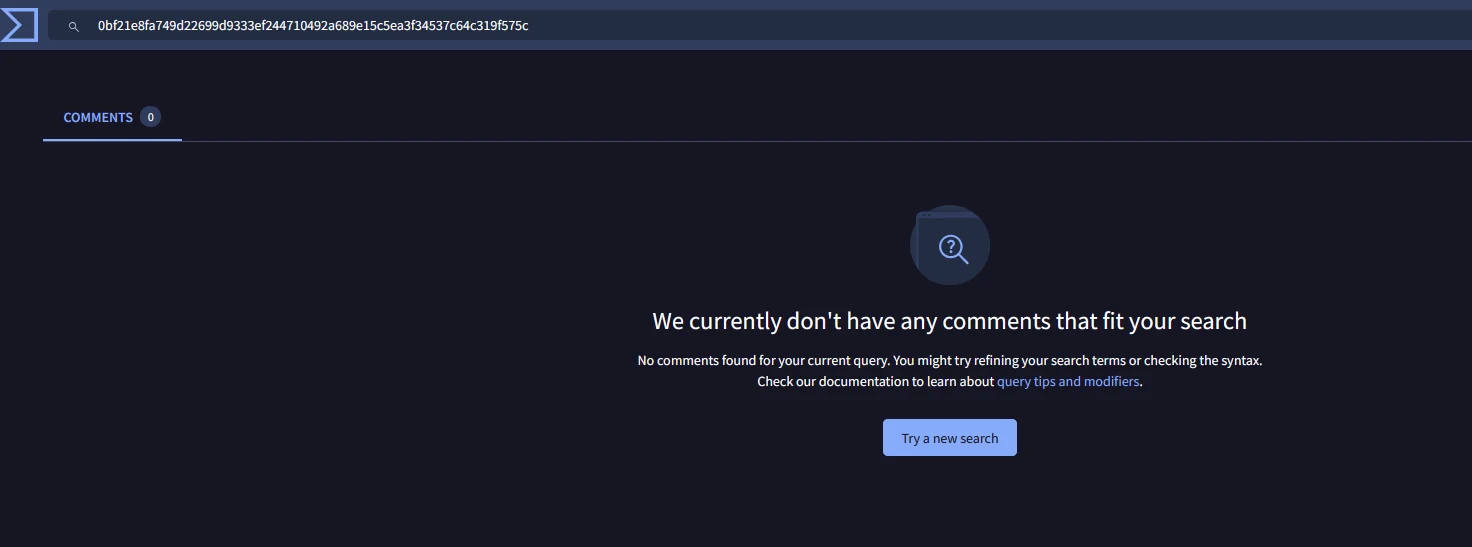 0bf21e8fa749d22699d9333ef244710492a689e15c5ea3f34537c64c319f575c
COMMENTS 0
We currently don't have any comments that fit your search
No comments found for your current query. You might try refining your search terms or checking the syntax.
Check our documentation to learn about query tips and modifiers.
Try a new search